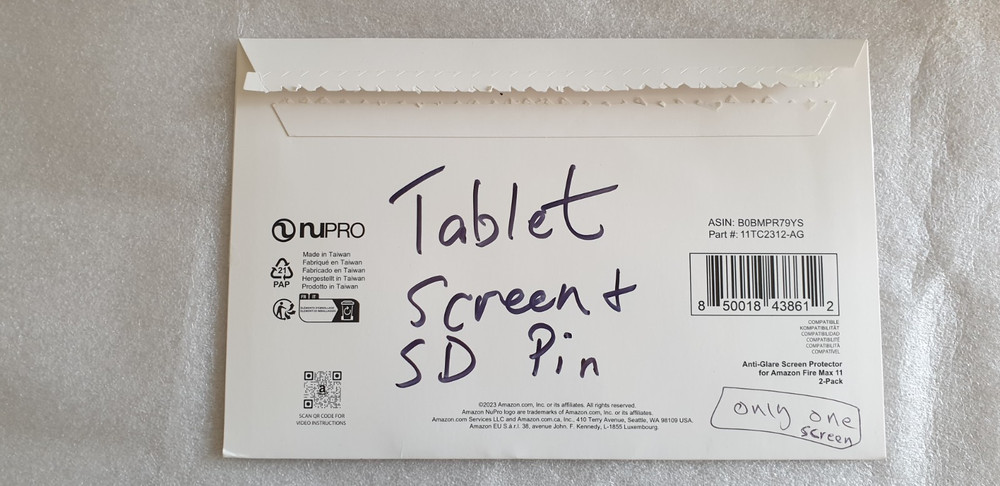 Tablet
Screen +
SD Pin
nuPRO
Made in Taiwan
Fabriqué en Taiwan
Fabricado en Taiwan
Hergestellt in Taiwan
Prodotto in Taiwan
21
PAP
FR
SCAN QR CODE FOR
VIDEO INSTRUCTIONS
ASIN: B0BMPR79YS
Part #: 11TC2312-AG
8 50018 43861 2
COMPATIBLE
KOMPATIBILITÄT
COMPATIBILIDAD
COMPATIBILITÉ
COMPATIBILITÀ
COMPATÍVEL
Anti-Glare Screen Protector
for Amazon Fire Max 11
2-Pack
only one
screen
©2023 Amazon.com, Inc. or its affiliates. All rights reserved.
Amazon NuPro logo are trademarks of Amazon.com, Inc. or its affiliates.
Amazon.com Services LLC and Amazon.com.ca, Inc., 410 Terry Avenue, Seattle, WA 98109 USA.
Amazon EU S.à r.l. 38, avenue John. F. Kennedy, L-1855 Luxembourg.